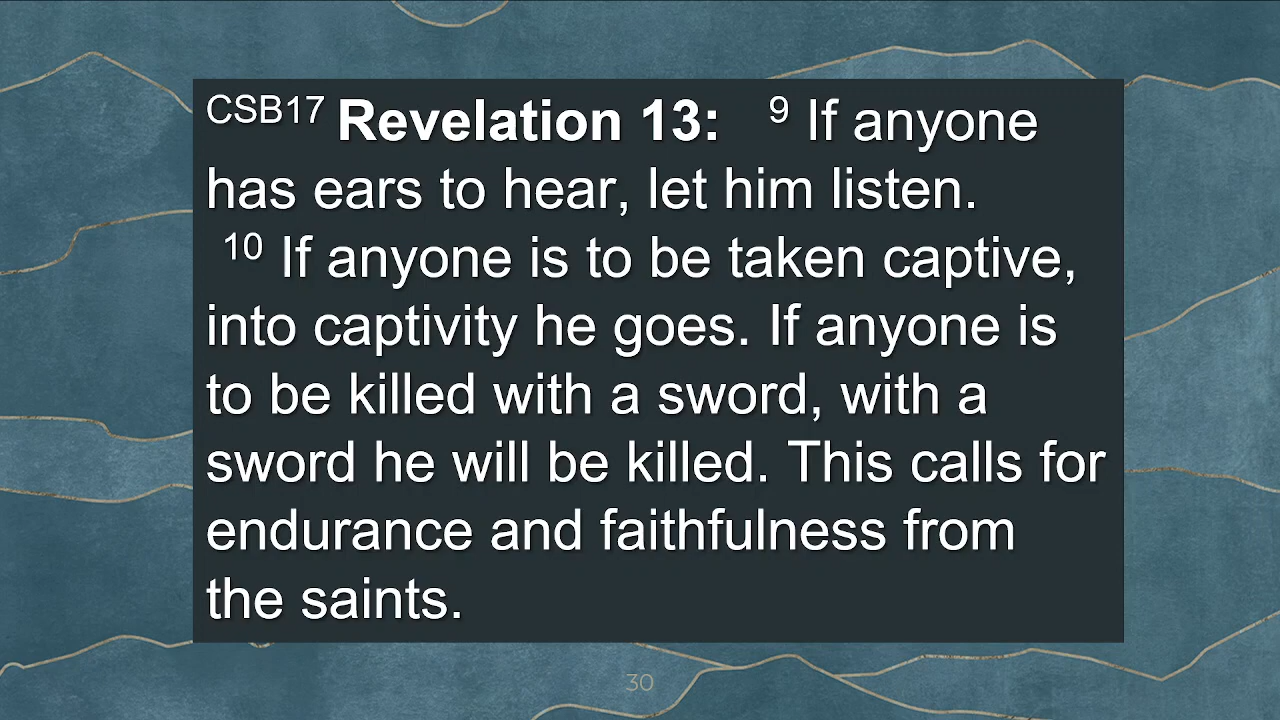 CSB17 Revelation 13: 9 If anyone
has ears to hear, let him listen.
10 If anyone is to be taken captive,
into captivity he goes. If anyone is
to be killed with a sword, with a
sword he will be killed. This calls for
endurance and faithfulness from
the saints.
30